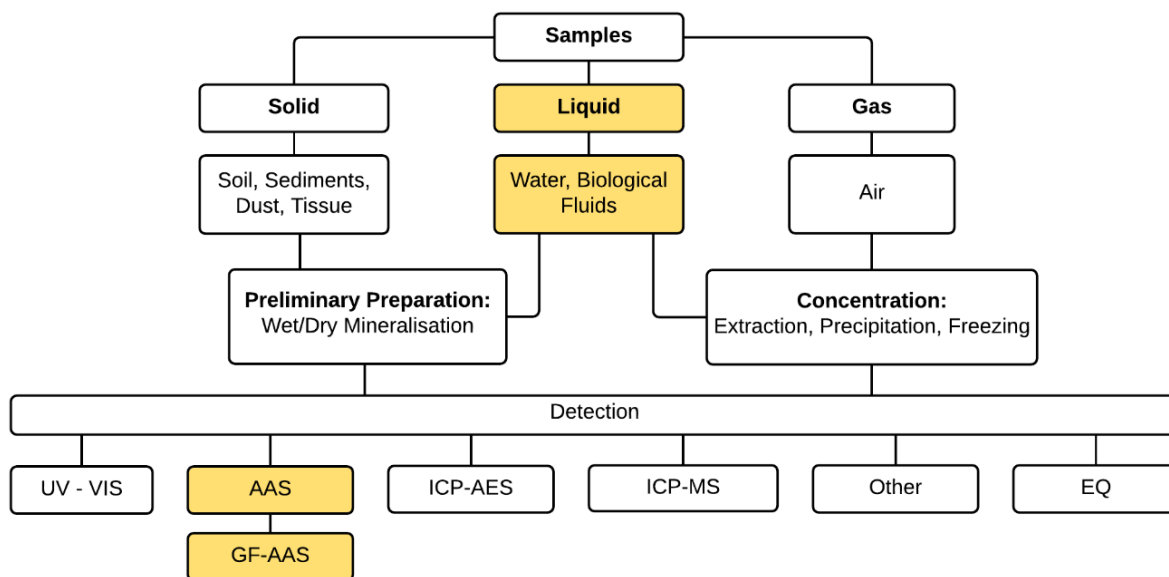 Samples
Solid
Liquid
Gas
Soil, Sediments,
Dust, Tissue
Water, Biological
Fluids
Air
Preliminary Preparation:
Wet/Dry Mineralisation
Concentration:
Extraction, Precipitation, Freezing
Detection
UV - VIS
AAS
ICP-AES
ICP-MS
Other
EQ
GF-AAS